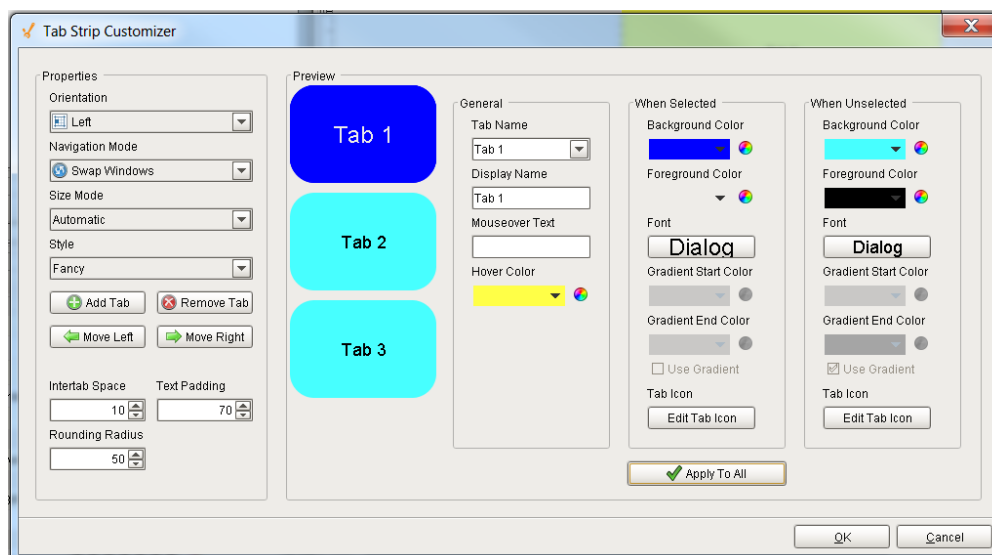 Tab Strip Customizer
Properties
Orientation
Left
Navigation Mode
Swap Windows
Size Mode
Automatic
Style
Fancy
Add Tab
Remove Tab
Move Left
Move Right
Intertab Space
Text Padding
10
70
Rounding Radius
50
Preview
Tab 1
Tab 2
Tab 3
General
Tab Name
Tab 1
Display Name
Tab 1
Mouseover Text
Hover Color
When Selected
Background Color
Foreground Color
Font
Dialog
Gradient Start Color
Gradient End Color
Use Gradient
Tab Icon
Edit Tab Icon
When Unselected
Background Color
Foreground Color
Font
Dialog
Gradient Start Color
Gradient End Color
Use Gradient
Tab Icon
Edit Tab Icon
Apply To All
OK
Cancel